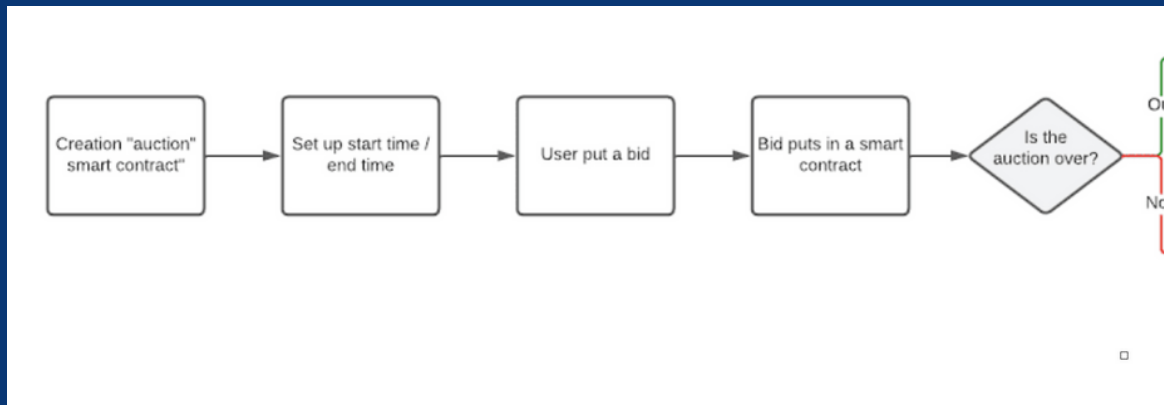 Creation "auction"
smart contract"
Set up start time /
end time
User put a bid
Bid puts in a smart
contract
Is the
auction over?